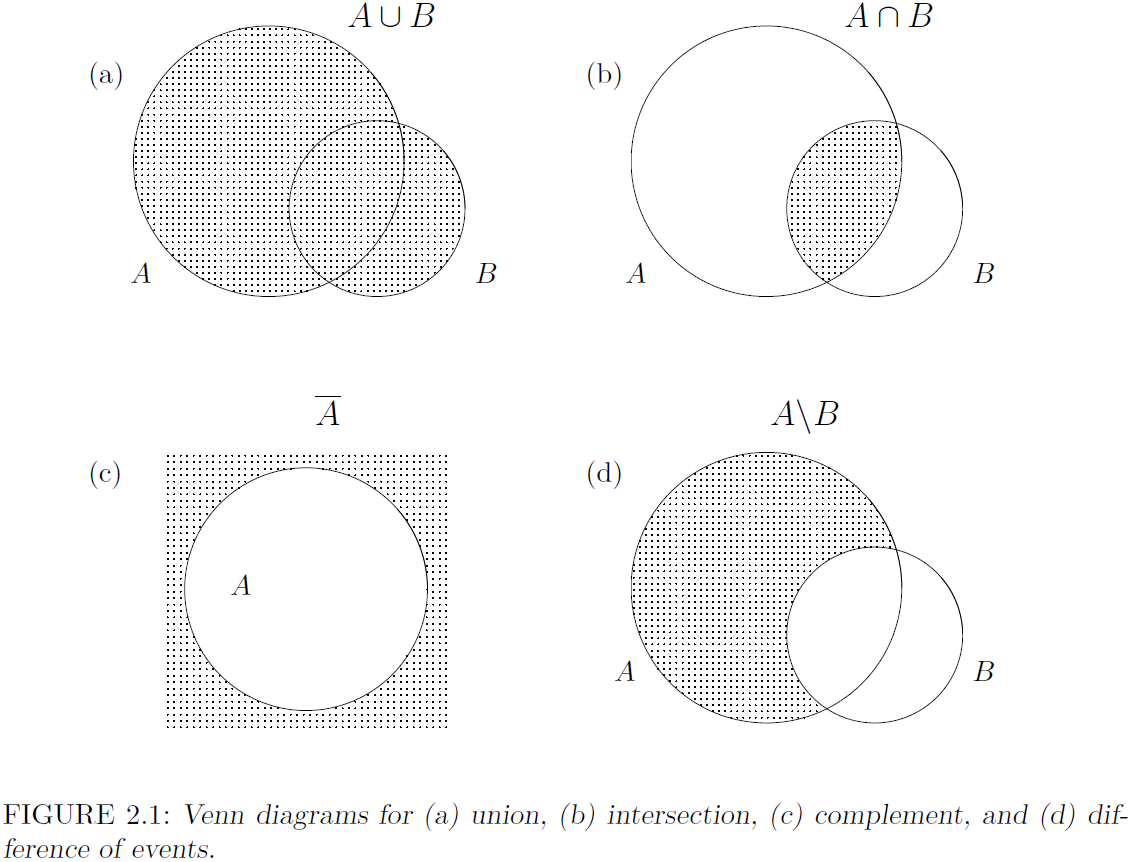 A ∪ B
(a)
A
B
A ∩ B
(b)
A
B
A̅
(c)
A
A\B
(d)
A
B
FIGURE 2.1: Venn diagrams for (a) union, (b) intersection, (c) complement, and (d) dif-
ference of events.